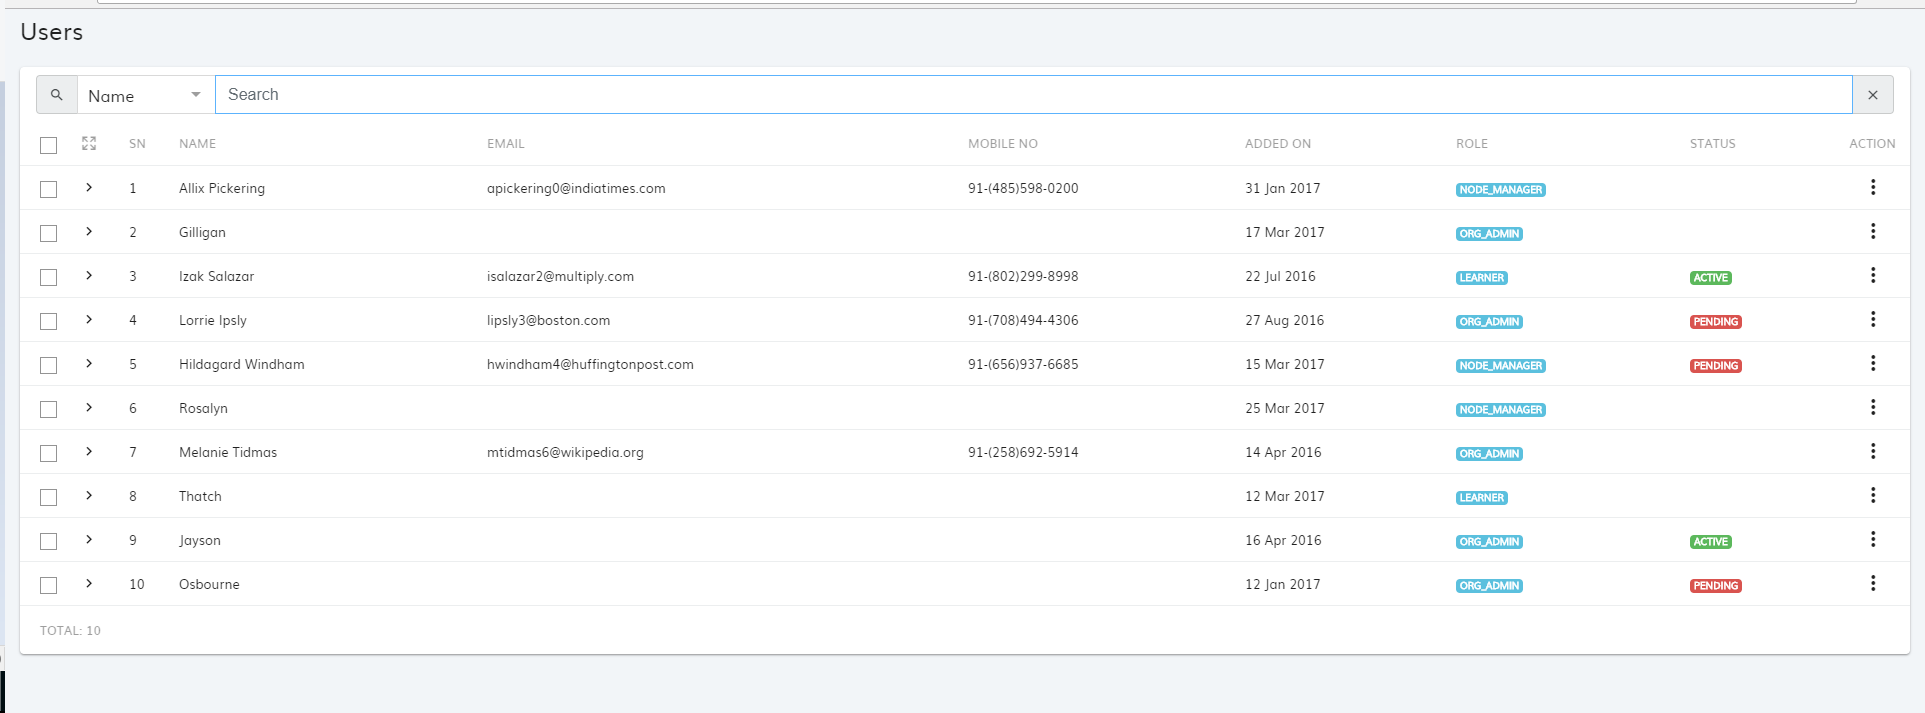 Users
Name Search
SN NAME EMAIL MOBILE NO ADDED ON ROLE STATUS ACTION
1 Allix Pickering apickering0@indiatimes.com 91-(485)598-0200 31 Jan 2017 NODE_MANAGER
2 Gilligan 17 Mar 2017 ORG_ADMIN
3 Izak Salazar isalazar2@multiply.com 91-(802)299-8998 22 Jul 2016 LEARNER ACTIVE
4 Lorrie Ipsly lipsly3@boston.com 91-(708)494-4306 27 Aug 2016 ORG_ADMIN PENDING
5 Hildagard Windham hwindham4@huffingtonpost.com 91-(656)937-6685 15 Mar 2017 NODE_MANAGER PENDING
6 Rosalyn 25 Mar 2017 NODE_MANAGER
7 Melanie Tidmas mtidmas6@wikipedia.org 91-(258)692-5914 14 Apr 2016 ORG_ADMIN
8 Thatch 12 Mar 2017 LEARNER
9 Jayson 16 Apr 2016 ORG_ADMIN ACTIVE
10 Osbourne 12 Jan 2017 ORG_ADMIN PENDING
TOTAL: 10